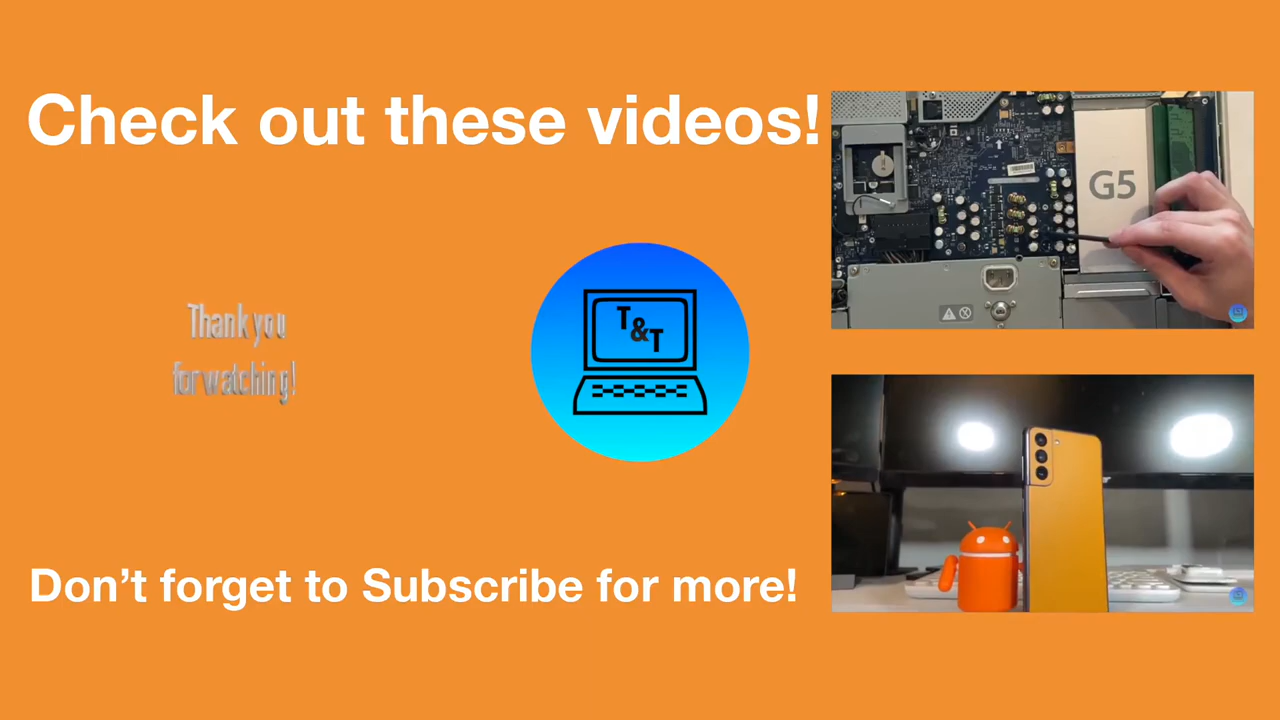 Check out these videos!
G5
Thank you
for watching!
T&T
Don’t forget to Subscribe for more!